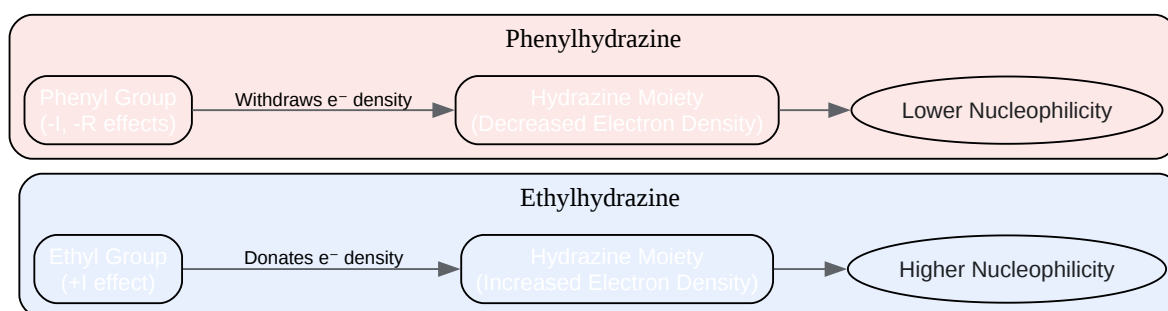 Phenylhydrazine
Phenyl Group
(-I, -R effects)
Withdraws e⁻ density
Hydrazine Moiety
(Decreased Electron Density)
Lower Nucleophilicity
Ethylhydrazine
Ethyl Group
(+I effect)
Donates e⁻ density
Hydrazine Moiety
(Increased Electron Density)
Higher Nucleophilicity